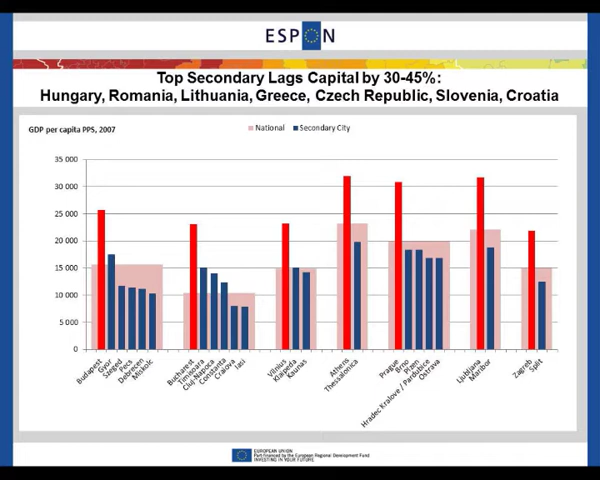 ESPON
Top Secondary Lags Capital by 30-45%:
Hungary, Romania, Lithuania, Greece, Czech Republic, Slovenia, Croatia
GDP per capita PPS, 2007
National
Secondary City
35 000
30 000
25 000
20 000
15 000
10 000
5 000
0
Budapest
Gyor
Szeged
Pecs
Debrecen
Miskolc
Bucharest
Timisoara
Cluj-Napoca
Constanta
Craiova
Iasi
Vilnius
Klaipeda
Kaunas
Athens
Thessalonica
Prague
Brno
Plzen
Hradec Kralove / Pardubice
Ostrava
Ljubljana
Maribor
Zagreb
Split
EUROPEAN UNION
Part-financed by the European Regional Development Fund
INVESTING IN YOUR FUTURE